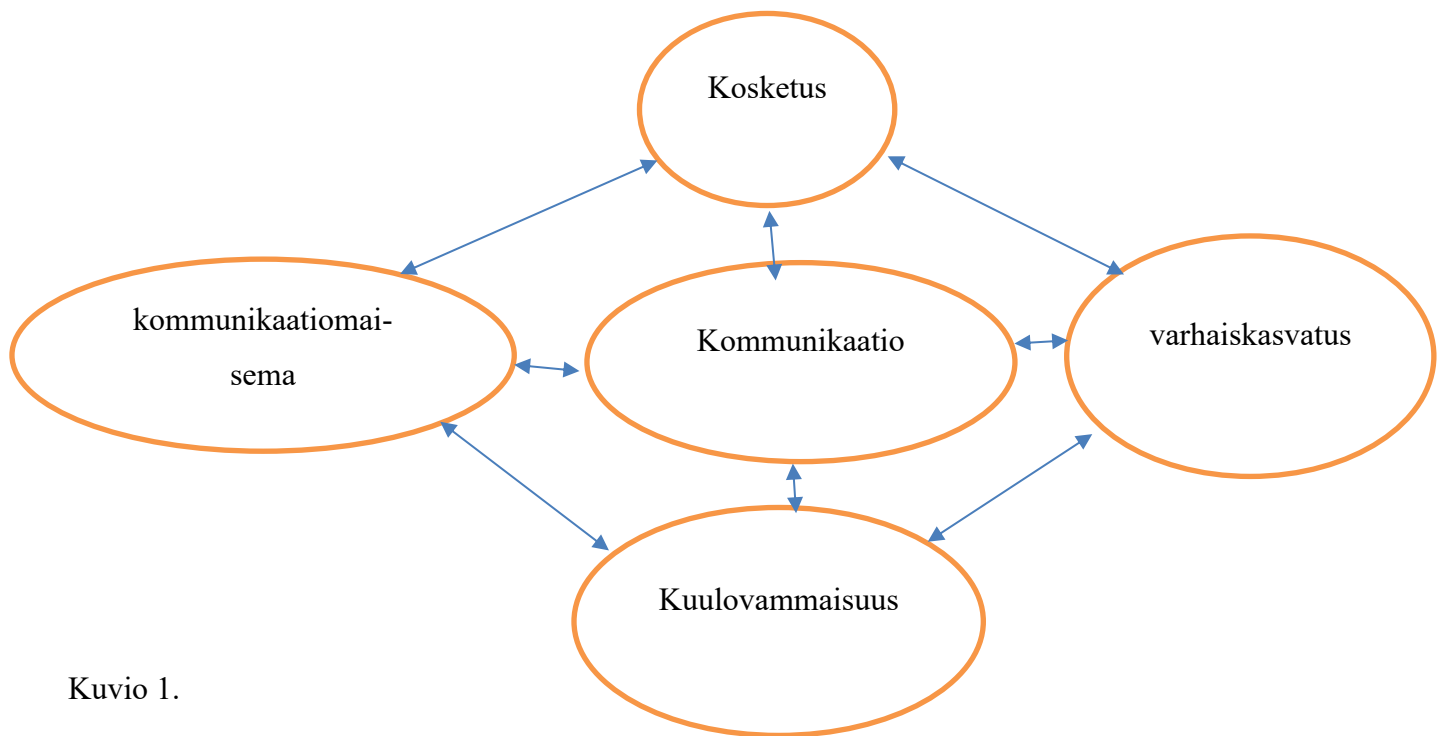 Kosketus
kommunikaatiomai-
sema
Kommunikaatio
varhaiskasvatus
Kuulovammaisuus
Kuvio 1.